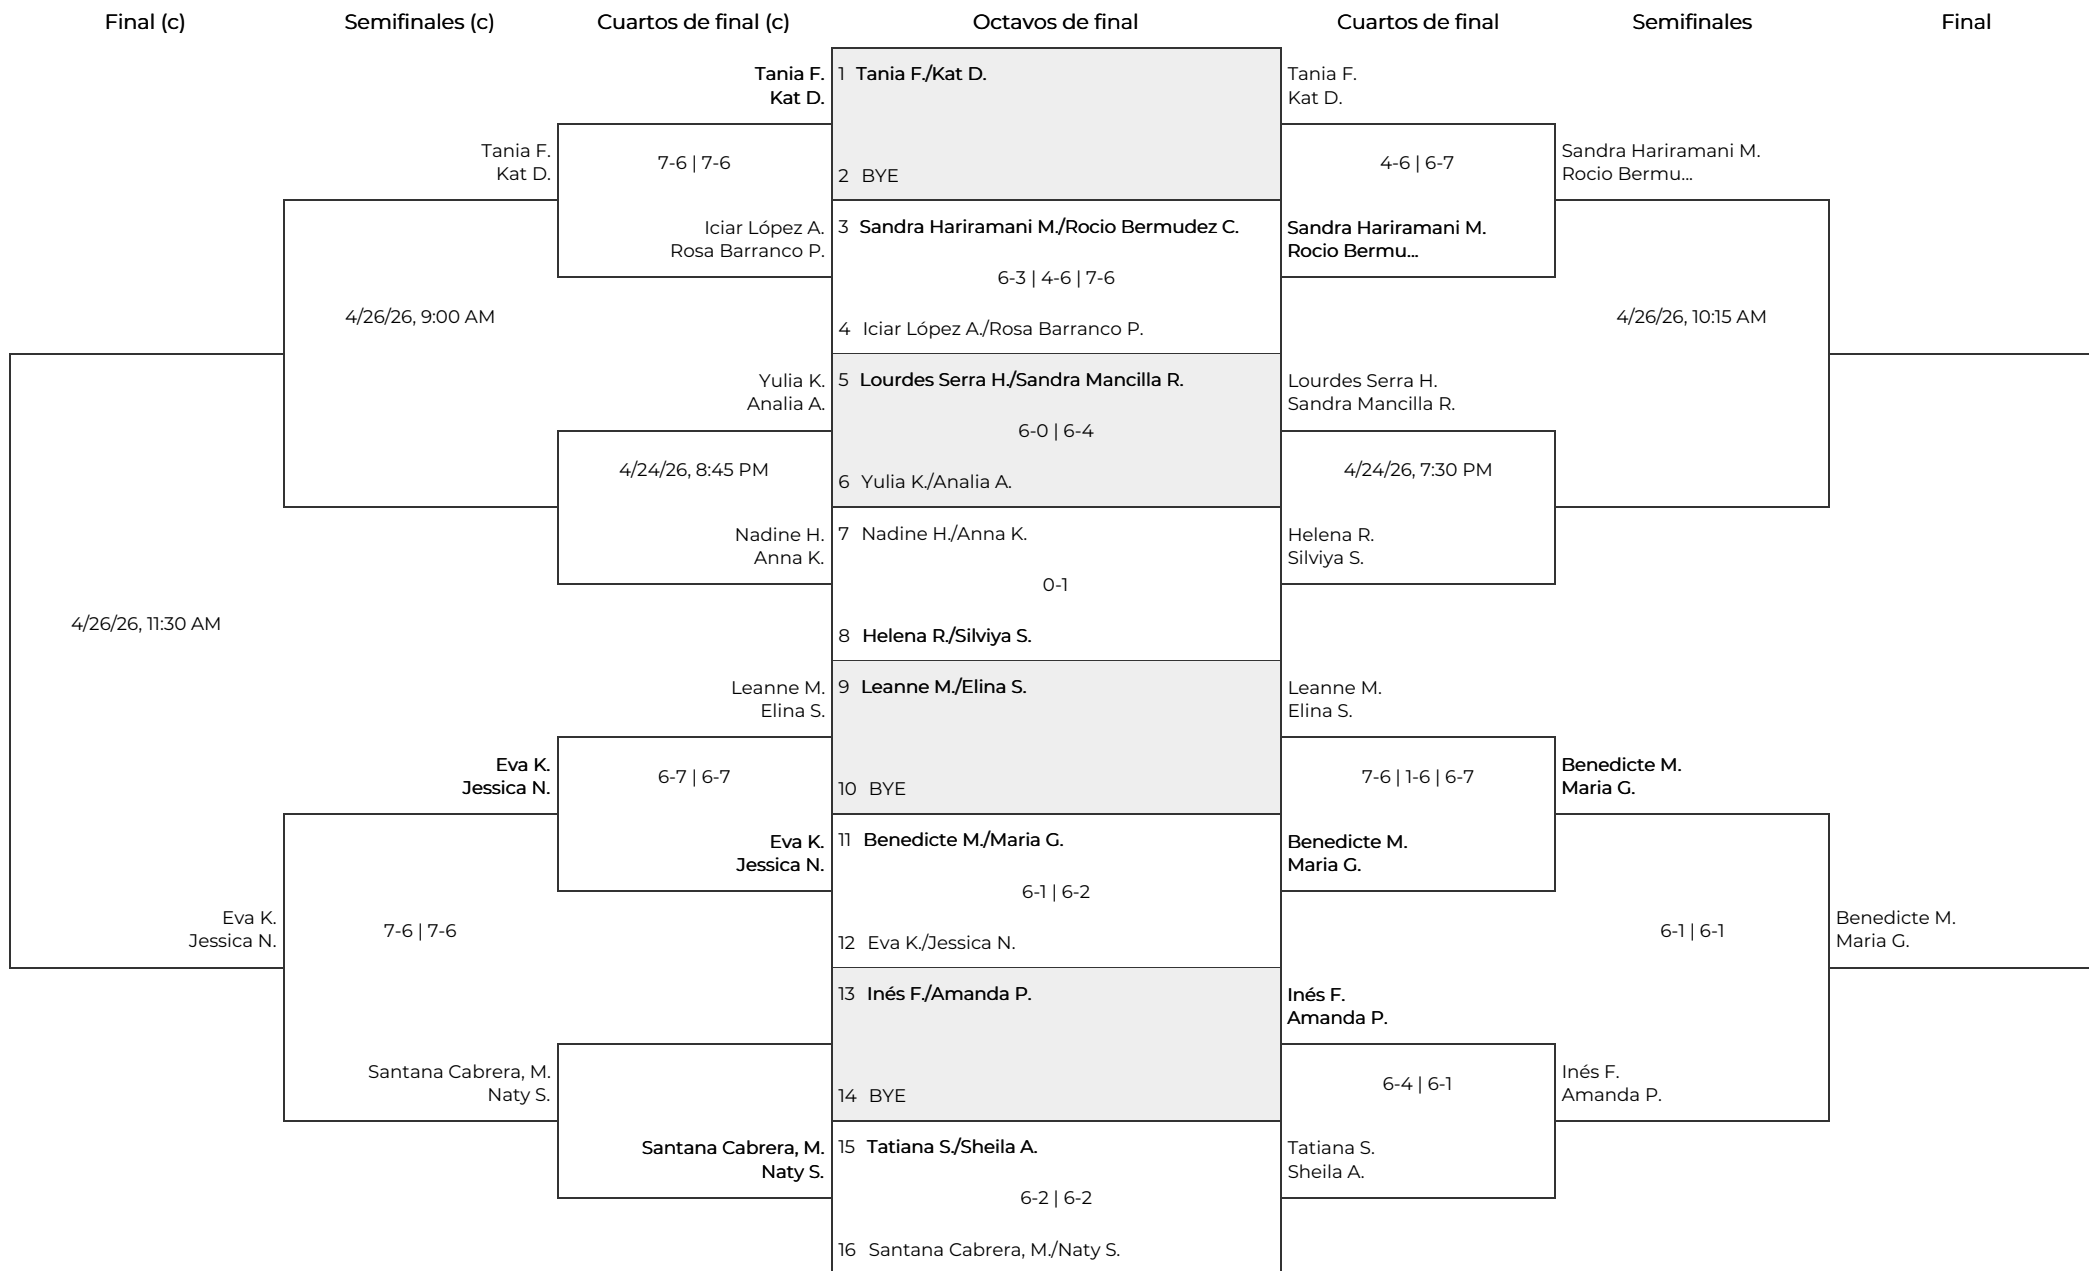 Final (c) Semifinales (c) Cuartos de final (c) Octavos de final Cuartos de final Semifinales Final
Tania F. 1 Tania F./Kat D. Tania F.
Kat D. Kat D.
Tania F. 7-6 | 7-6 4-6 | 6-7 Sandra Hariramani M.
Kat D. 2 BYE Rocio Bermu...
Iciar López A. 3 Sandra Hariramani M./Rocio Bermudez C. Sandra Hariramani M.
Rosa Barranco P. Rocio Bermu...
6-3 | 4-6 | 7-6
4/26/26, 9:00 AM 4 Iciar López A./Rosa Barranco P. 4/26/26, 10:15 AM
Yulia K. 5 Lourdes Serra H./Sandra Mancilla R. Lourdes Serra H.
Analia A. Sandra Mancilla R.
6-0 | 6-4
4/24/26, 8:45 PM 4/24/26, 7:30 PM
6 Yulia K./Analia A.
Nadine H. 7 Nadine H./Anna K. Helena R.
Anna K. Silviya S.
0-1
4/26/26, 11:30 AM 8 Helena R./Silviya S.
Leanne M. 9 Leanne M./Elina S. Leanne M.
Elina S. Elina S.
Eva K. 6-7 | 6-7 7-6 | 1-6 | 6-7 Benedicte M.
Jessica N. 10 BYE Maria G.
Eva K. 11 Benedicte M./Maria G. Benedicte M.
Jessica N. Maria G.
6-1 | 6-2
Eva K. 7-6 | 7-6 6-1 | 6-1 Benedicte M.
Jessica N. 12 Eva K./Jessica N. Maria G.
13 Inés F./Amanda P. Inés F.
Amanda P.
Santana Cabrera, M. 6-4 | 6-1 Inés F.
Naty S. 14 BYE Amanda P.
Santana Cabrera, M. 15 Tatiana S./Sheila A. Tatiana S.
Naty S. Sheila A.
6-2 | 6-2
16 Santana Cabrera, M./Naty S.